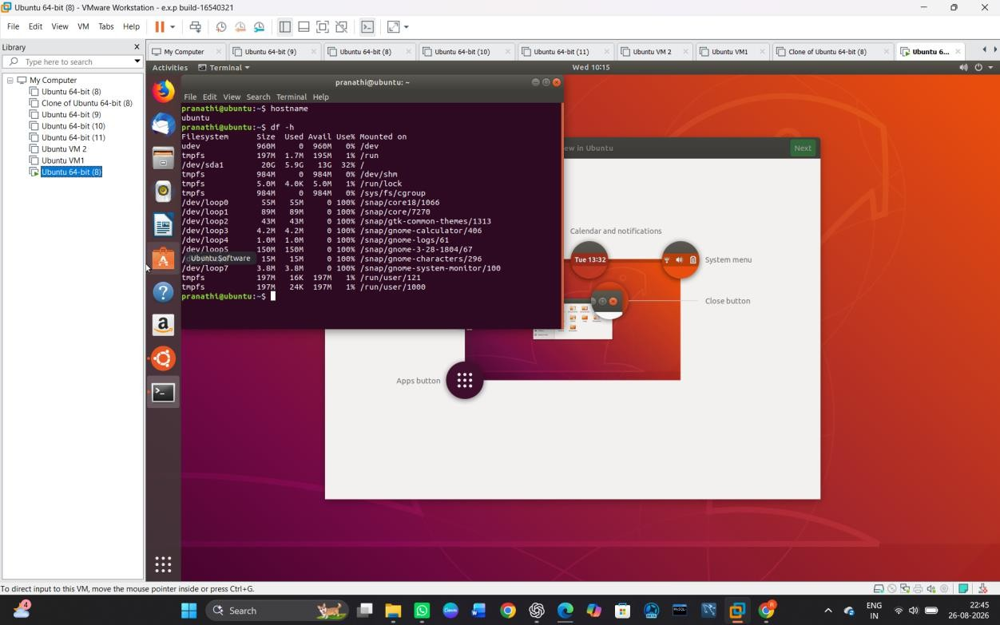 Ubuntu 64-bit (8) - VMware Workstation - e.x.p build-16540321
File Edit View VM Tabs Help
Library
Type here to search
My Computer
Ubuntu 64-bit (8)
Clone of Ubuntu 64-bit (8)
Ubuntu 64-bit (9)
Ubuntu 64-bit (10)
Ubuntu 64-bit (11)
Ubuntu VM 2
Ubuntu VM1
Ubuntu 64-bit (8)
My Computer Ubuntu 64-bit (9) Ubuntu 64-bit (8) Ubuntu 64-bit (10) Ubuntu 64-bit (11) Ubuntu VM 2 Ubuntu VM1 Clone of Ubuntu 64-bit (8) Ubuntu 6...
Activities Terminal Wed 10:15
pranathi@ubuntu: ~
File Edit View Search Terminal Help
pranathi@ubuntu:~$ hostname
ubuntu
pranathi@ubuntu:~$ df -h
Filesystem Size Used Avail Use% Mounted on
udev 960M 0 960M 0% /dev
tmpfs 197M 1.7M 195M 1% /run
/dev/sda1 20G 5.9G 13G 32% /
tmpfs 984M 0 984M 0% /dev/shm
tmpfs 5.0M 4.0K 5.0M 1% /run/lock
tmpfs 984M 0 984M 0% /sys/fs/cgroup
/dev/loop0 55M 55M 0 100% /snap/core18/1066
/dev/loop1 89M 89M 0 100% /snap/core/7270
/dev/loop2 43M 43M 0 100% /snap/gtk-common-themes/1313
/dev/loop3 4.2M 4.2M 0 100% /snap/gnome-calculator/406
/dev/loop4 1.0M 1.0M 0 100% /snap/gnome-logs/61
/dev/loop5 150M 150M 0 100% /snap/gnome-3-28-1804/67
/ 15M 15M 0 100% /snap/gnome-characters/296
/dev/loop7 3.8M 3.8M 0 100% /snap/gnome-system-monitor/100
tmpfs 197M 16K 197M 1% /run/user/121
tmpfs 197M 24K 197M 1% /run/user/1000
pranathi@ubuntu:~$
Ubuntu Software
ew in Ubuntu
Next
Calendar and notifications
Tue 13:32
System menu
Close button
Apps button
To direct input to this VM, move the mouse pointer inside or press Ctrl+G.
4
Search
ENG
IN
22:45
26-08-2026